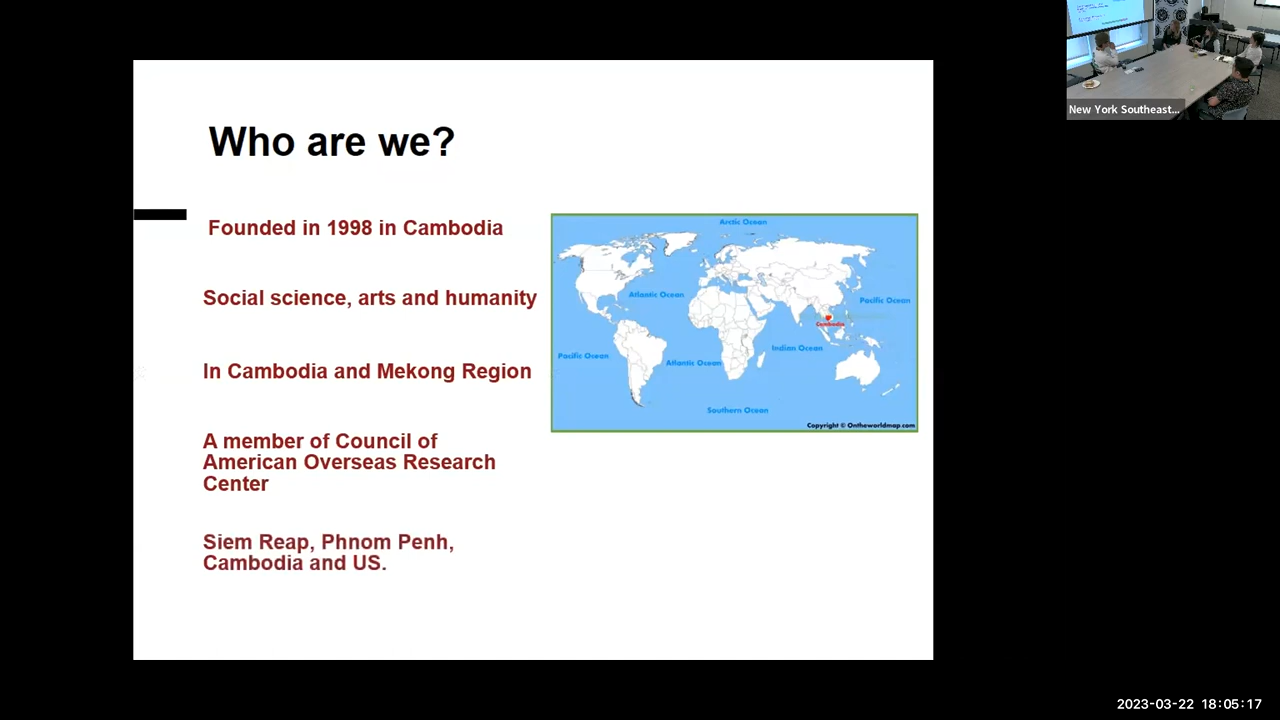 New York Southeast...
Who are we?
Founded in 1998 in Cambodia
Social science, arts and humanity
In Cambodia and Mekong Region
A member of Council of
American Overseas Research
Center
Siem Reap, Phnom Penh,
Cambodia and US.
Arctic Ocean
Atlantic Ocean
Pacific Ocean
Cambodia
Indian Ocean
Pacific Ocean
Atlantic Ocean
Southern Ocean
Copyright © Ontheworldmap.com
2023-03-22 18:05:17